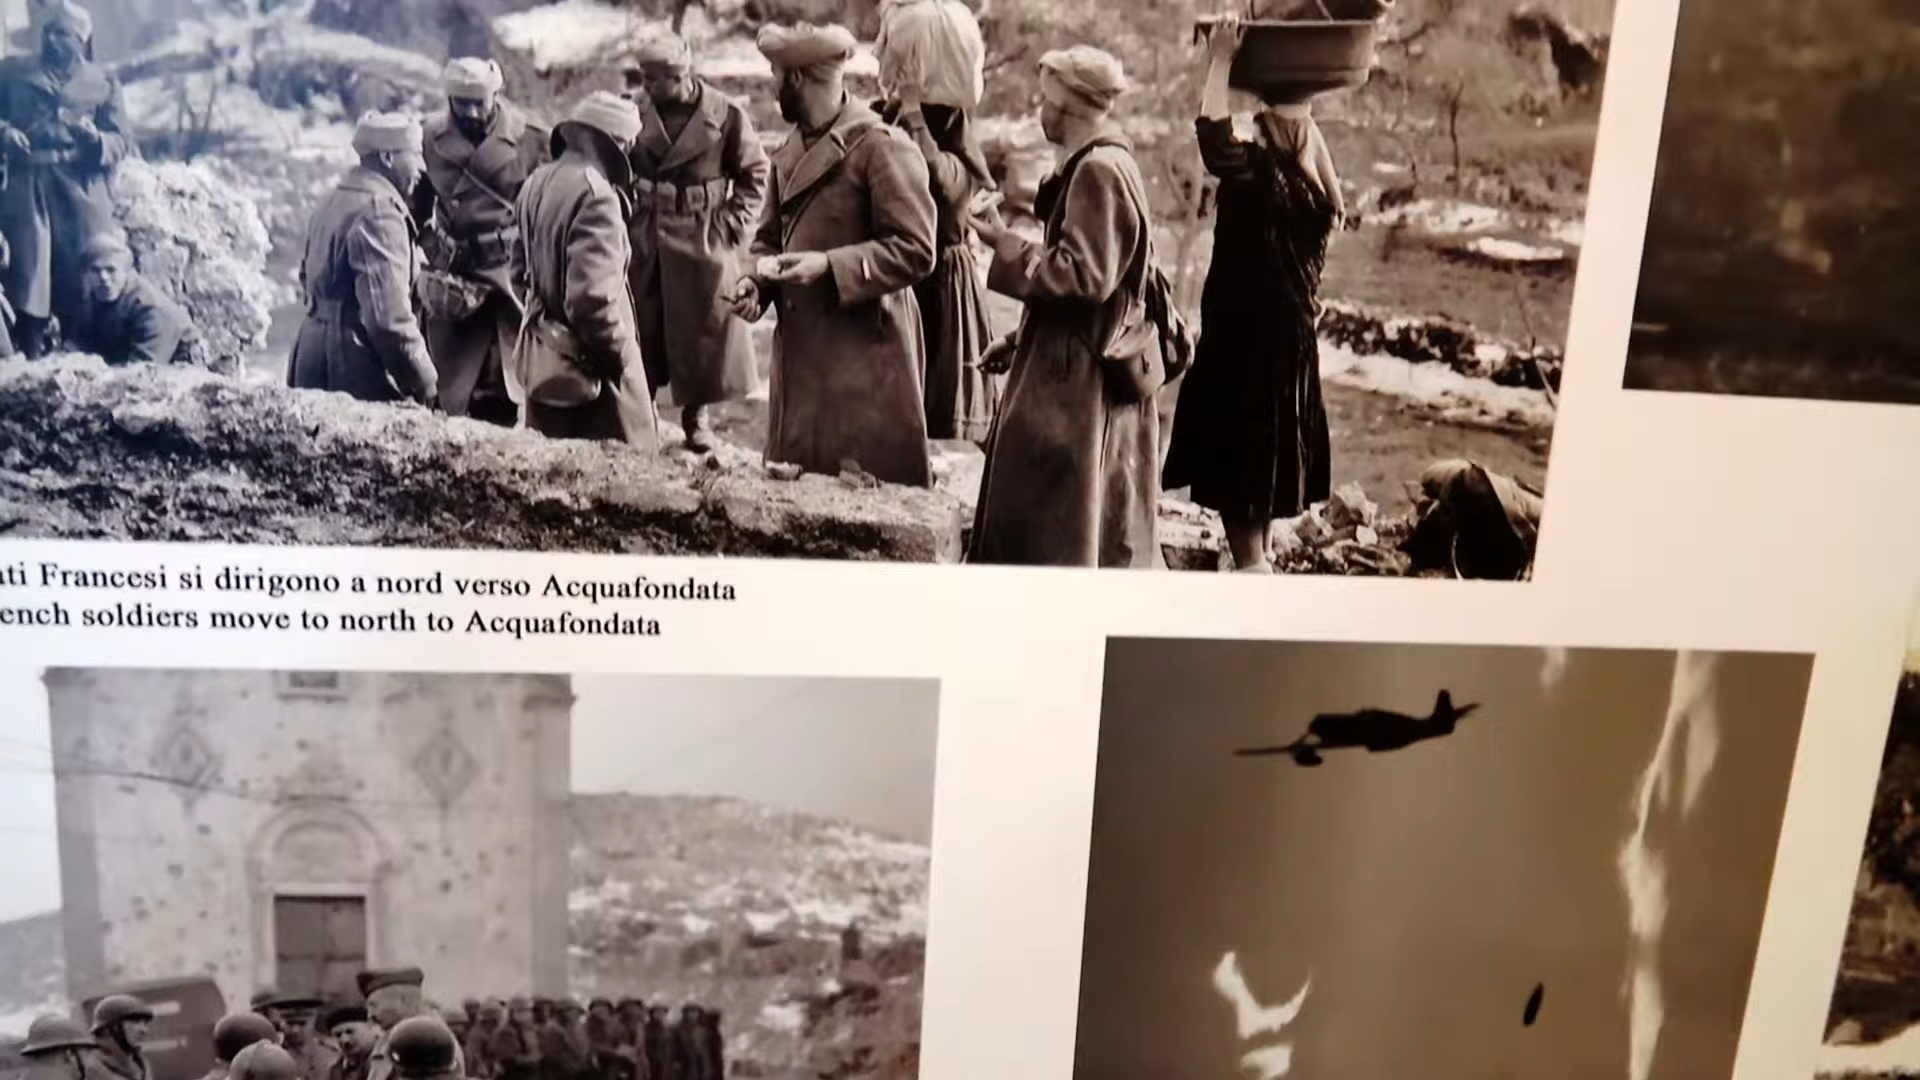 ati Francesi si dirigono a nord verso Acquafondata
ench soldiers move to north to Acquafondata